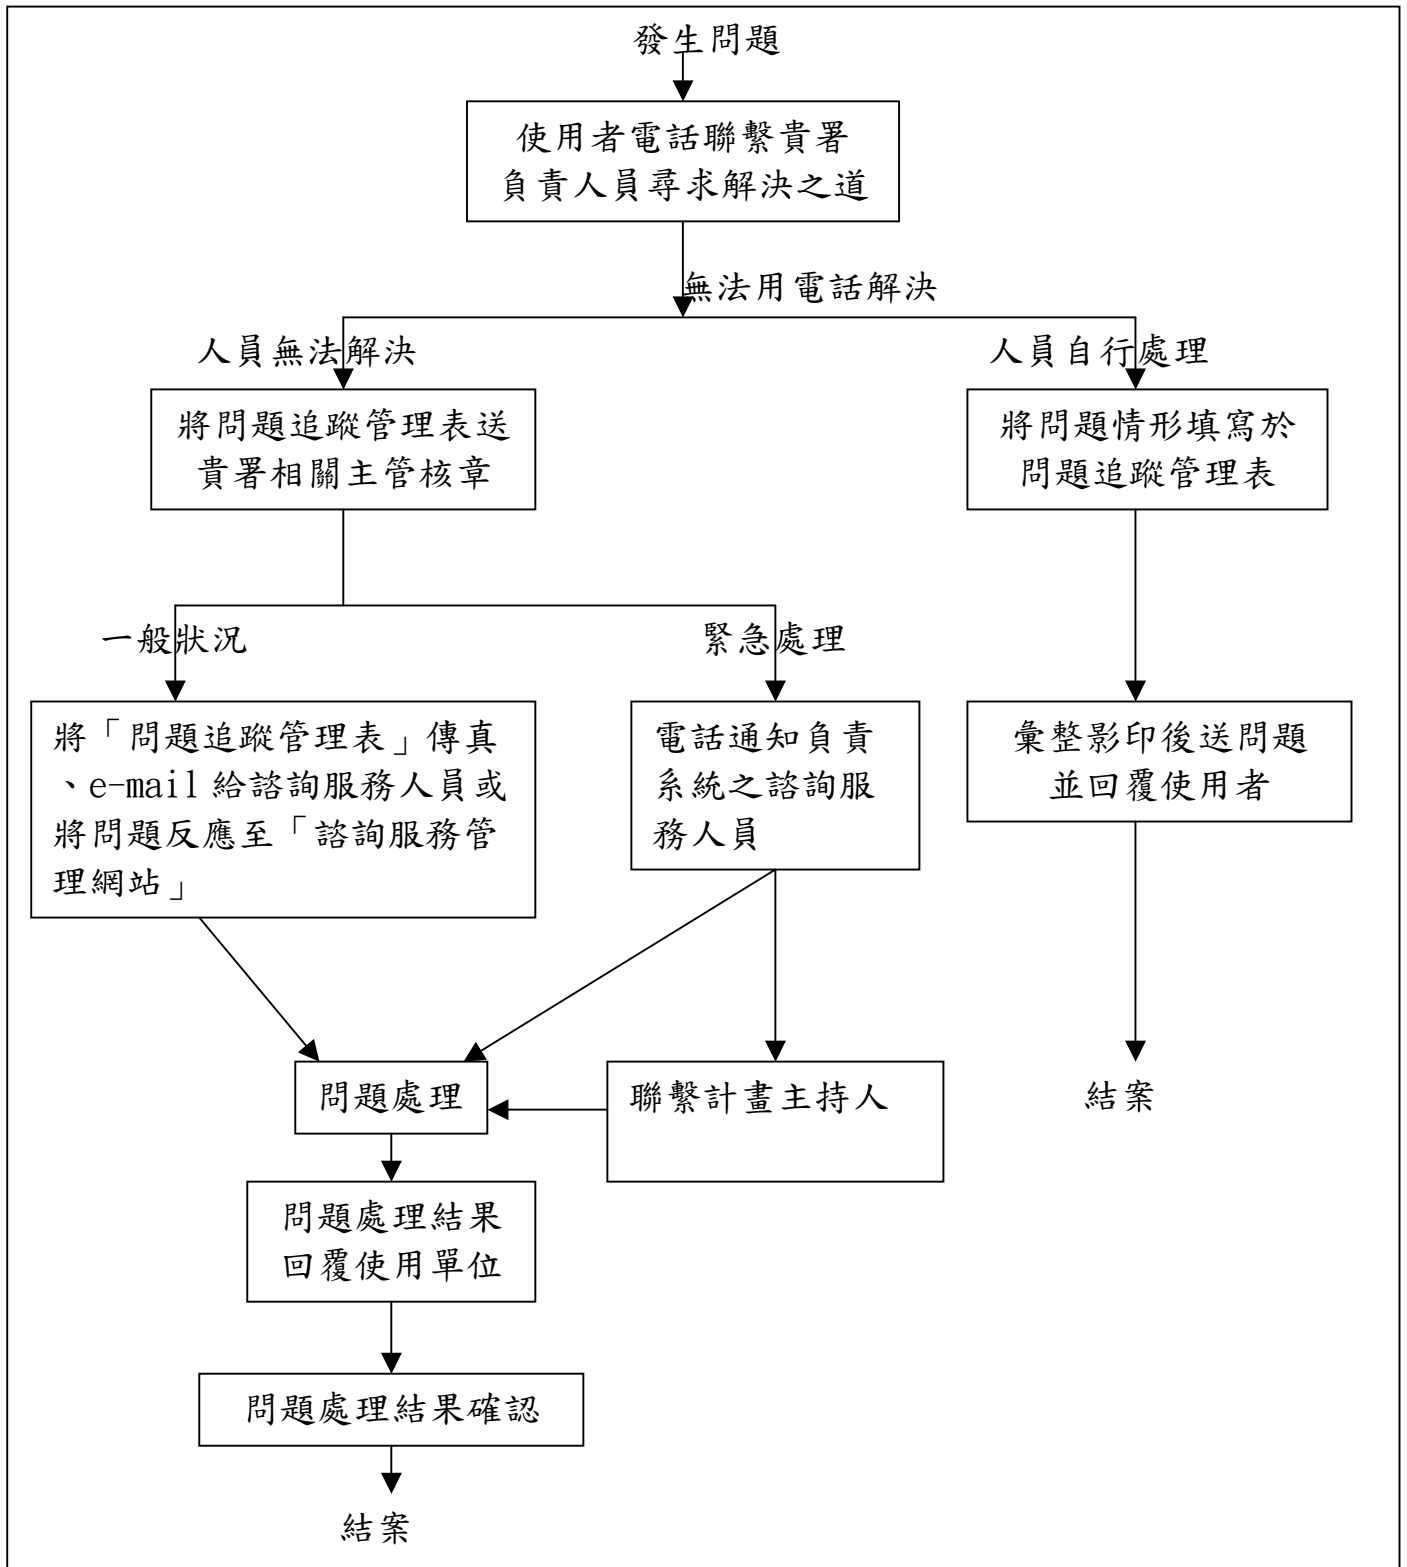 發生問題
使用者電話聯繫貴署
負責人員尋求解決之道
無法用電話解決
人員無法解決
人員自行處理
將問題追蹤管理表送
貴署相關主管核章
將問題情形填寫於
問題追蹤管理表
一般狀況
緊急處理
將「問題追蹤管理表」傳真
、e-mail 給諮詢服務人員或
將問題反應至「諮詢服務管
理網站」
電話通知負責
系統之諮詢服
務人員
彙整影印後送問題
並回覆使用者
問題處理
聯繫計畫主持人
結案
問題處理結果
回覆使用單位
問題處理結果確認
結案